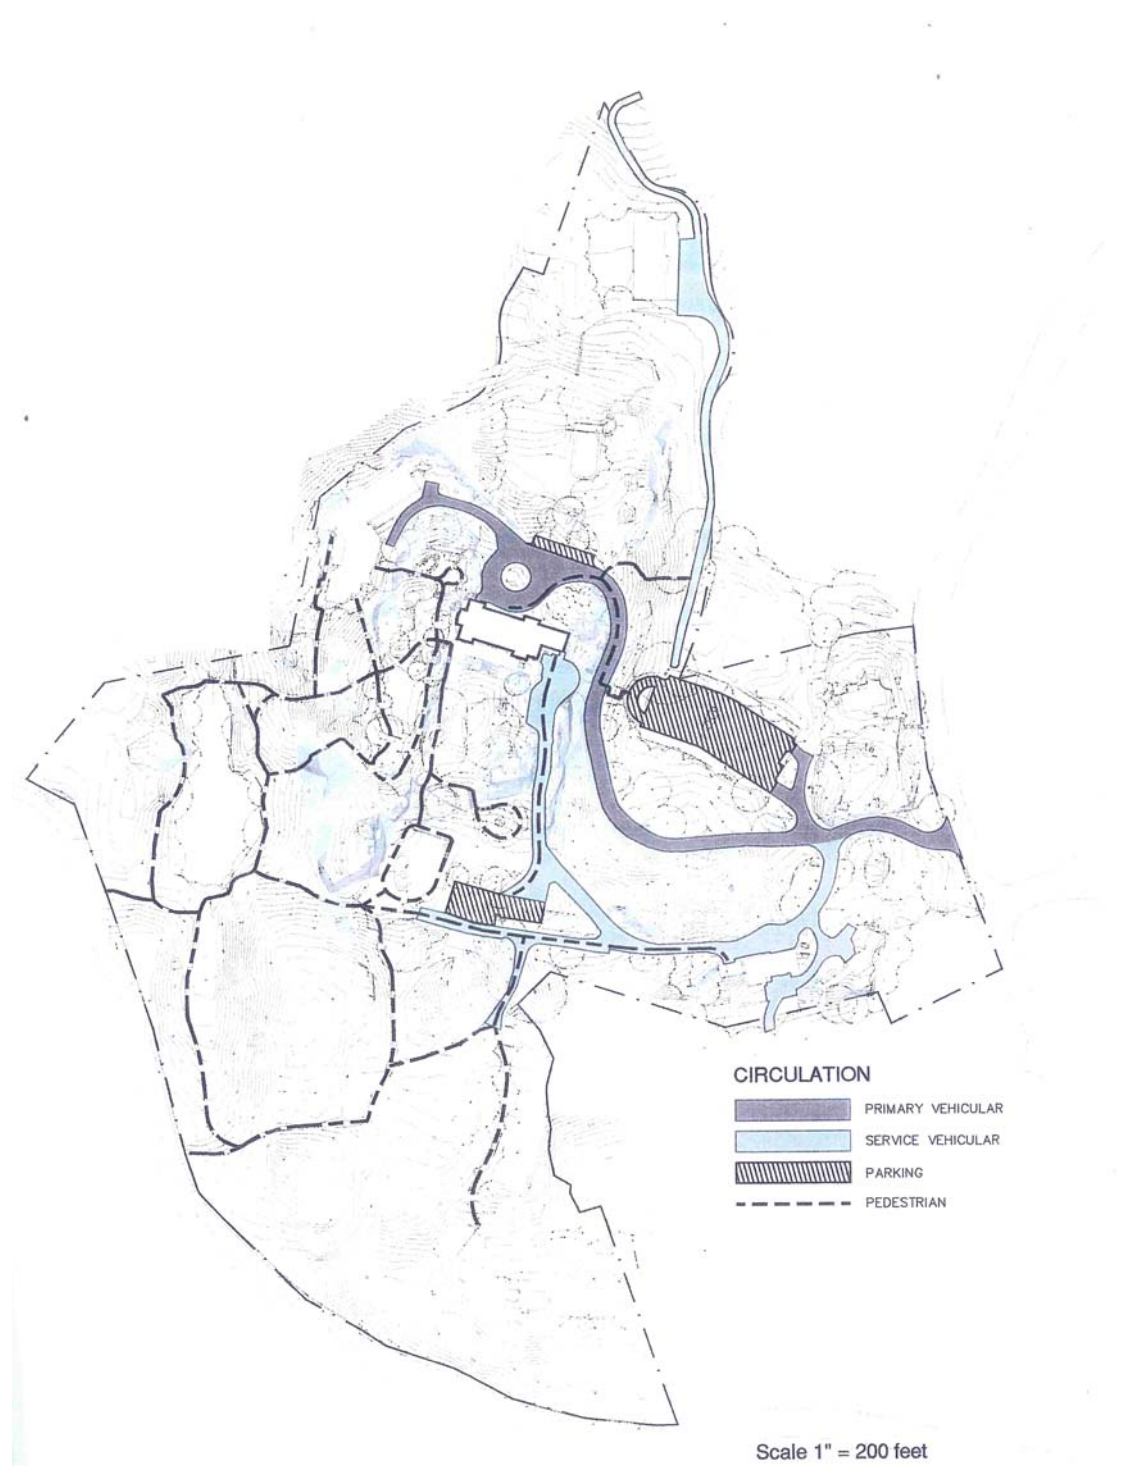 CIRCULATION
PRIMARY VEHICULAR
SERVICE VEHICULAR
PARKING
PEDESTRIAN
Scale 1" = 200 feet